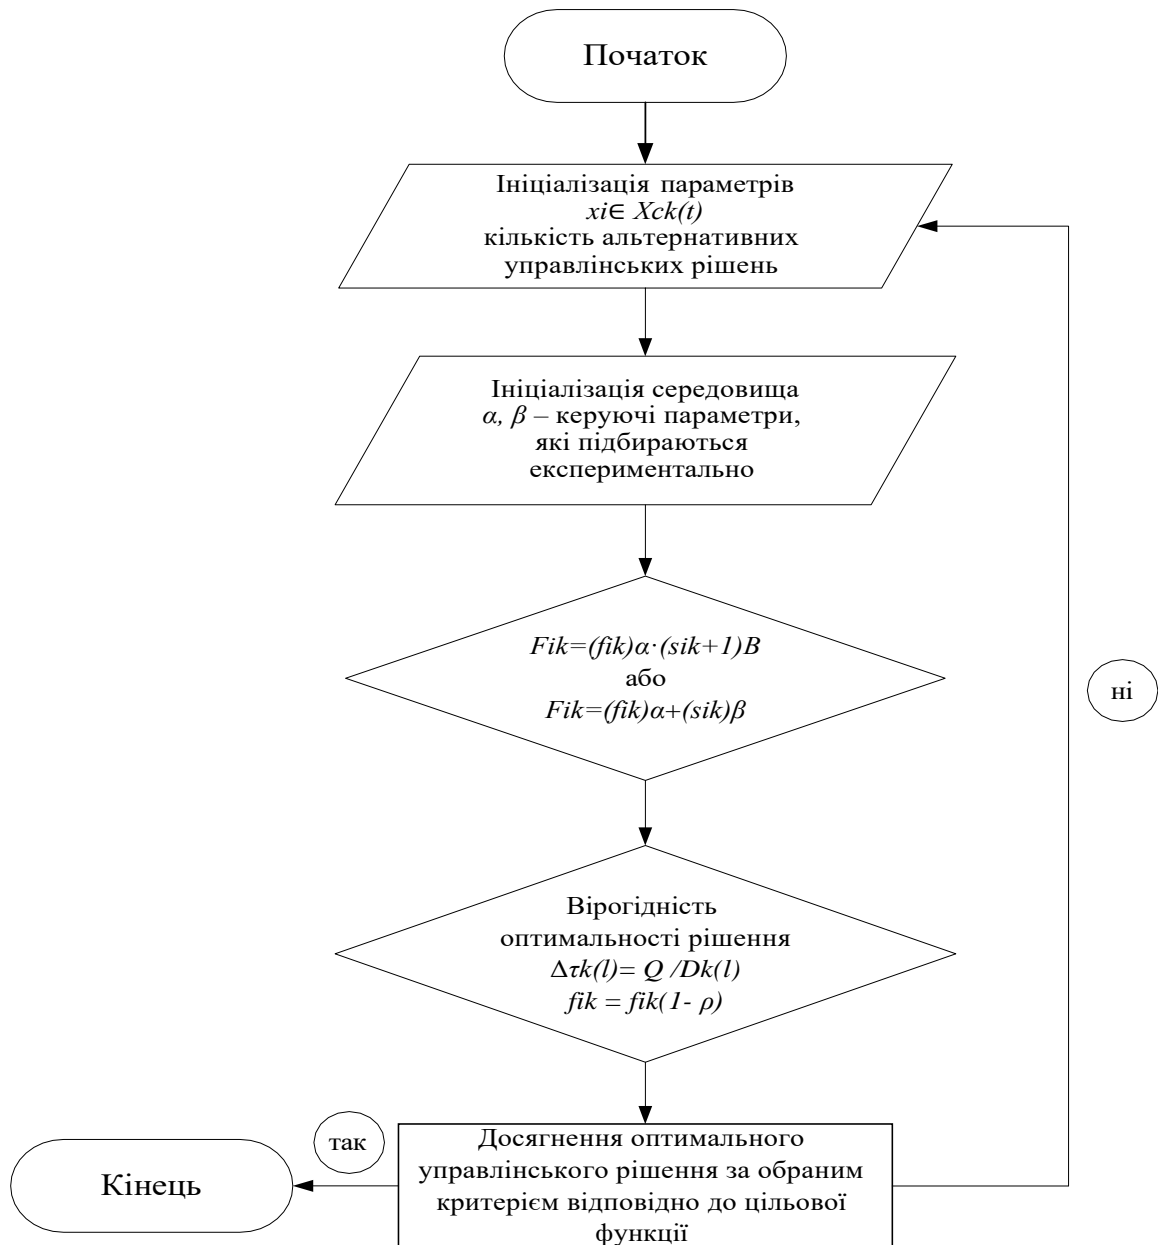 Початок
Ініціалізація параметрів
xi∈ Xck(t)
кількість альтернативних
управлінських рішень
Ініціалізація середовища
α, β – керуючі параметри,
які підбираються
експериментально
Fik=(fik)α·(sik+1)B
або
Fik=(fik)α+(sik)β
ні
Вірогідність
оптимальності рішення
Δτk(l)= Q /Dk(l)
fik = fik(1- ρ)
так
Досягнення оптимального
управлінського рішення за обраним
критерієм відповідно до цільової
функції
Кінець